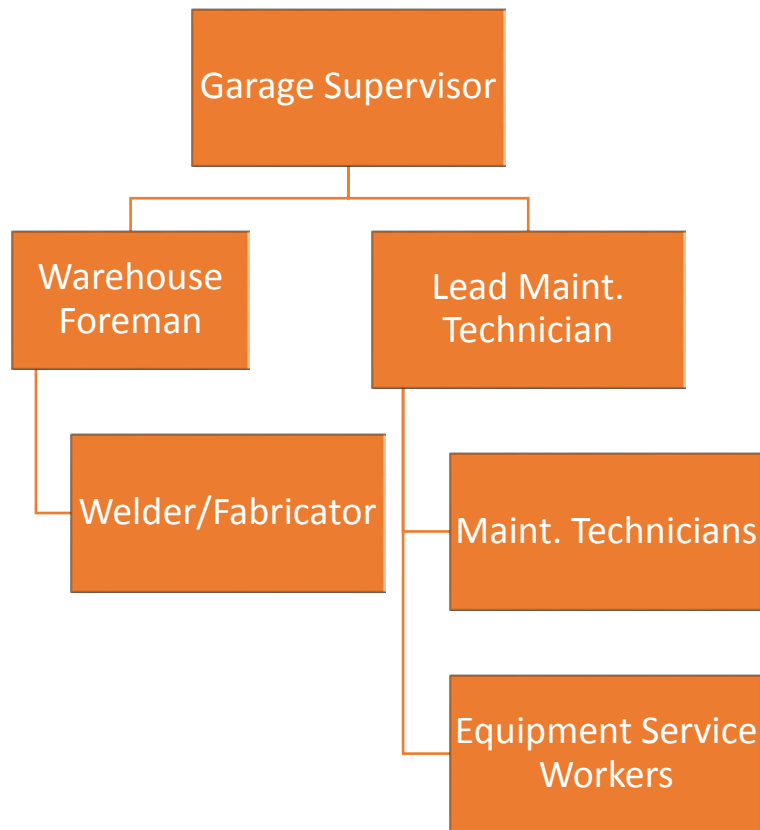 Garage Supervisor
Warehouse
Foreman
Lead Maint.
Technician
Welder/Fabricator
Maint. Technicians
Equipment Service
Workers